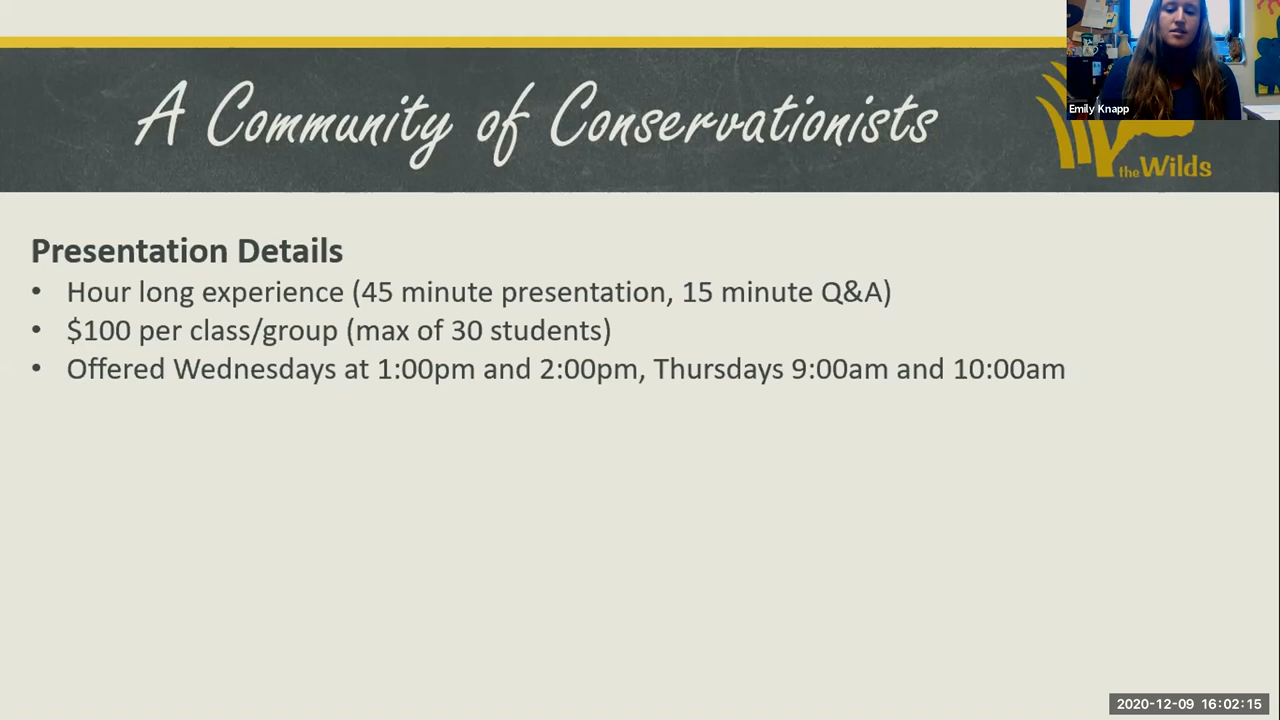 A Community of Conservationists
Emily Knapp
the Wilds
Presentation Details
• Hour long experience (45 minute presentation, 15 minute Q&A)
• $100 per class/group (max of 30 students)
• Offered Wednesdays at 1:00pm and 2:00pm, Thursdays 9:00am and 10:00am
2020-12-09 16:02:15